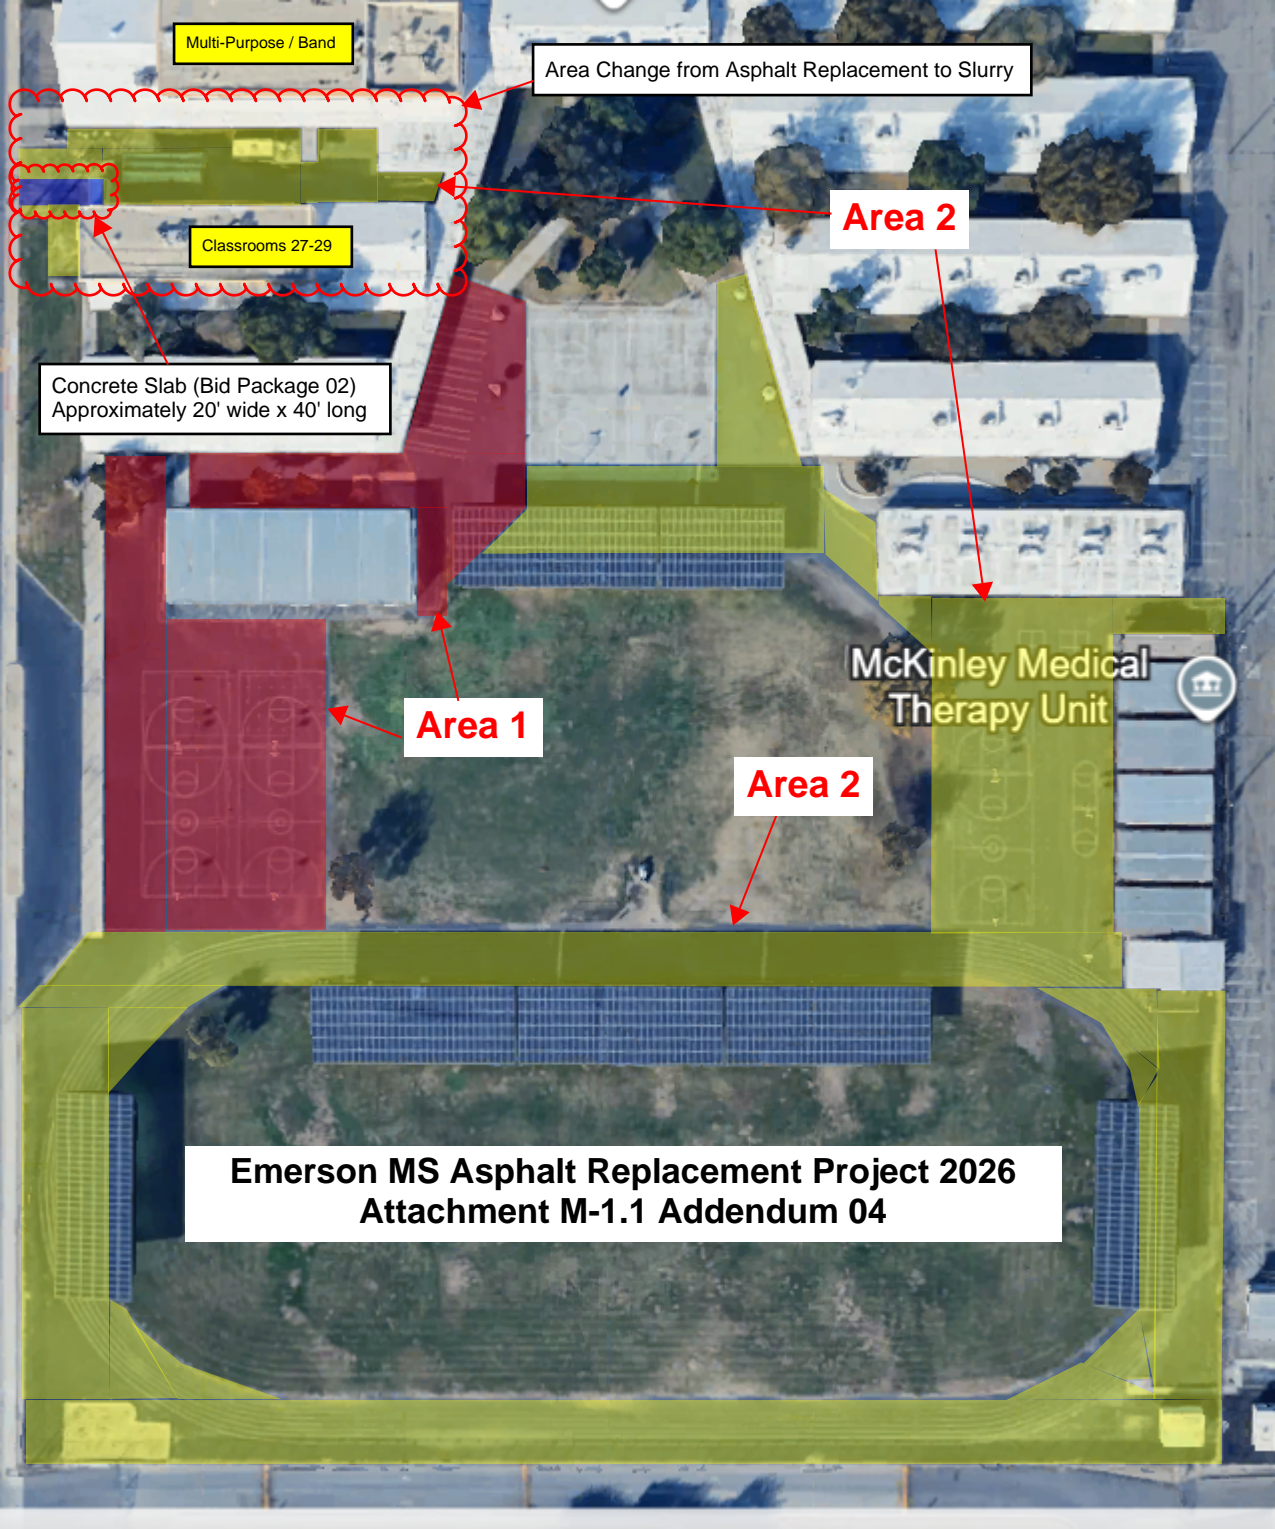 Multi-Purpose / Band
Area Change from Asphalt Replacement to Slurry
Area 2
Classrooms 27-29
Concrete Slab (Bid Package 02)
Approximately 20' wide x 40' long
McKinley Medical
Therapy Unit
Area 1
Area 2
Emerson MS Asphalt Replacement Project 2026
Attachment M-1.1 Addendum 04